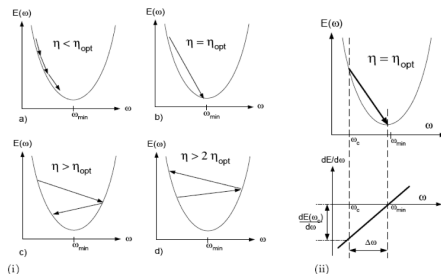 E(ω)
η < η_opt
a)
ω_min
ω
E(ω)
η = η_opt
b)
ω_min
ω
E(ω)
η > η_opt
c)
ω_min
ω
E(ω)
η > 2 η_opt
d)
ω_min
ω
(i)
E(ω)
η = η_opt
ω_c
ω_min
ω
dE/dω
ω_c
ω_min
ω
dE(ω_c)
dω
Δω
(ii)